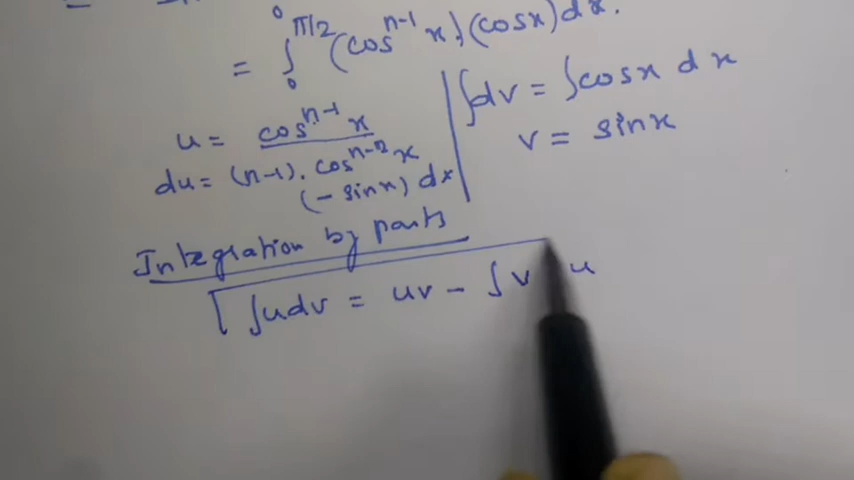 = ∫₀^π/2 (cos^n-1 x) (cosx) dx.
u = cos^n-1 x
du = (n-1). cos^n-2 x
(- sinx) dx
∫dv = ∫cosx dx
v = sinx
Integration by parts
∫udv = uv - ∫v u